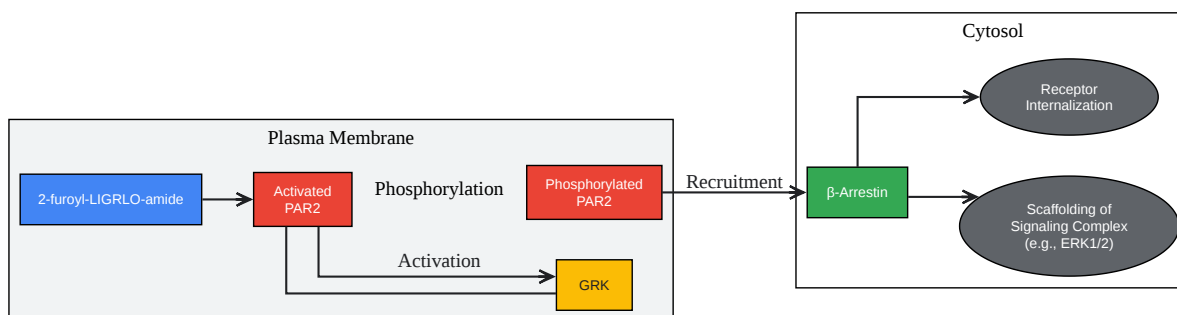 Cytosol
Receptor
Internalization
Plasma Membrane
2-furoyl-LIGRLO-amide
Activated
PAR2
Phosphorylation
Phosphorylated
PAR2
Recruitment
β-Arrestin
Scaffolding of
Signaling Complex
(e.g., ERK1/2)
Activation
GRK